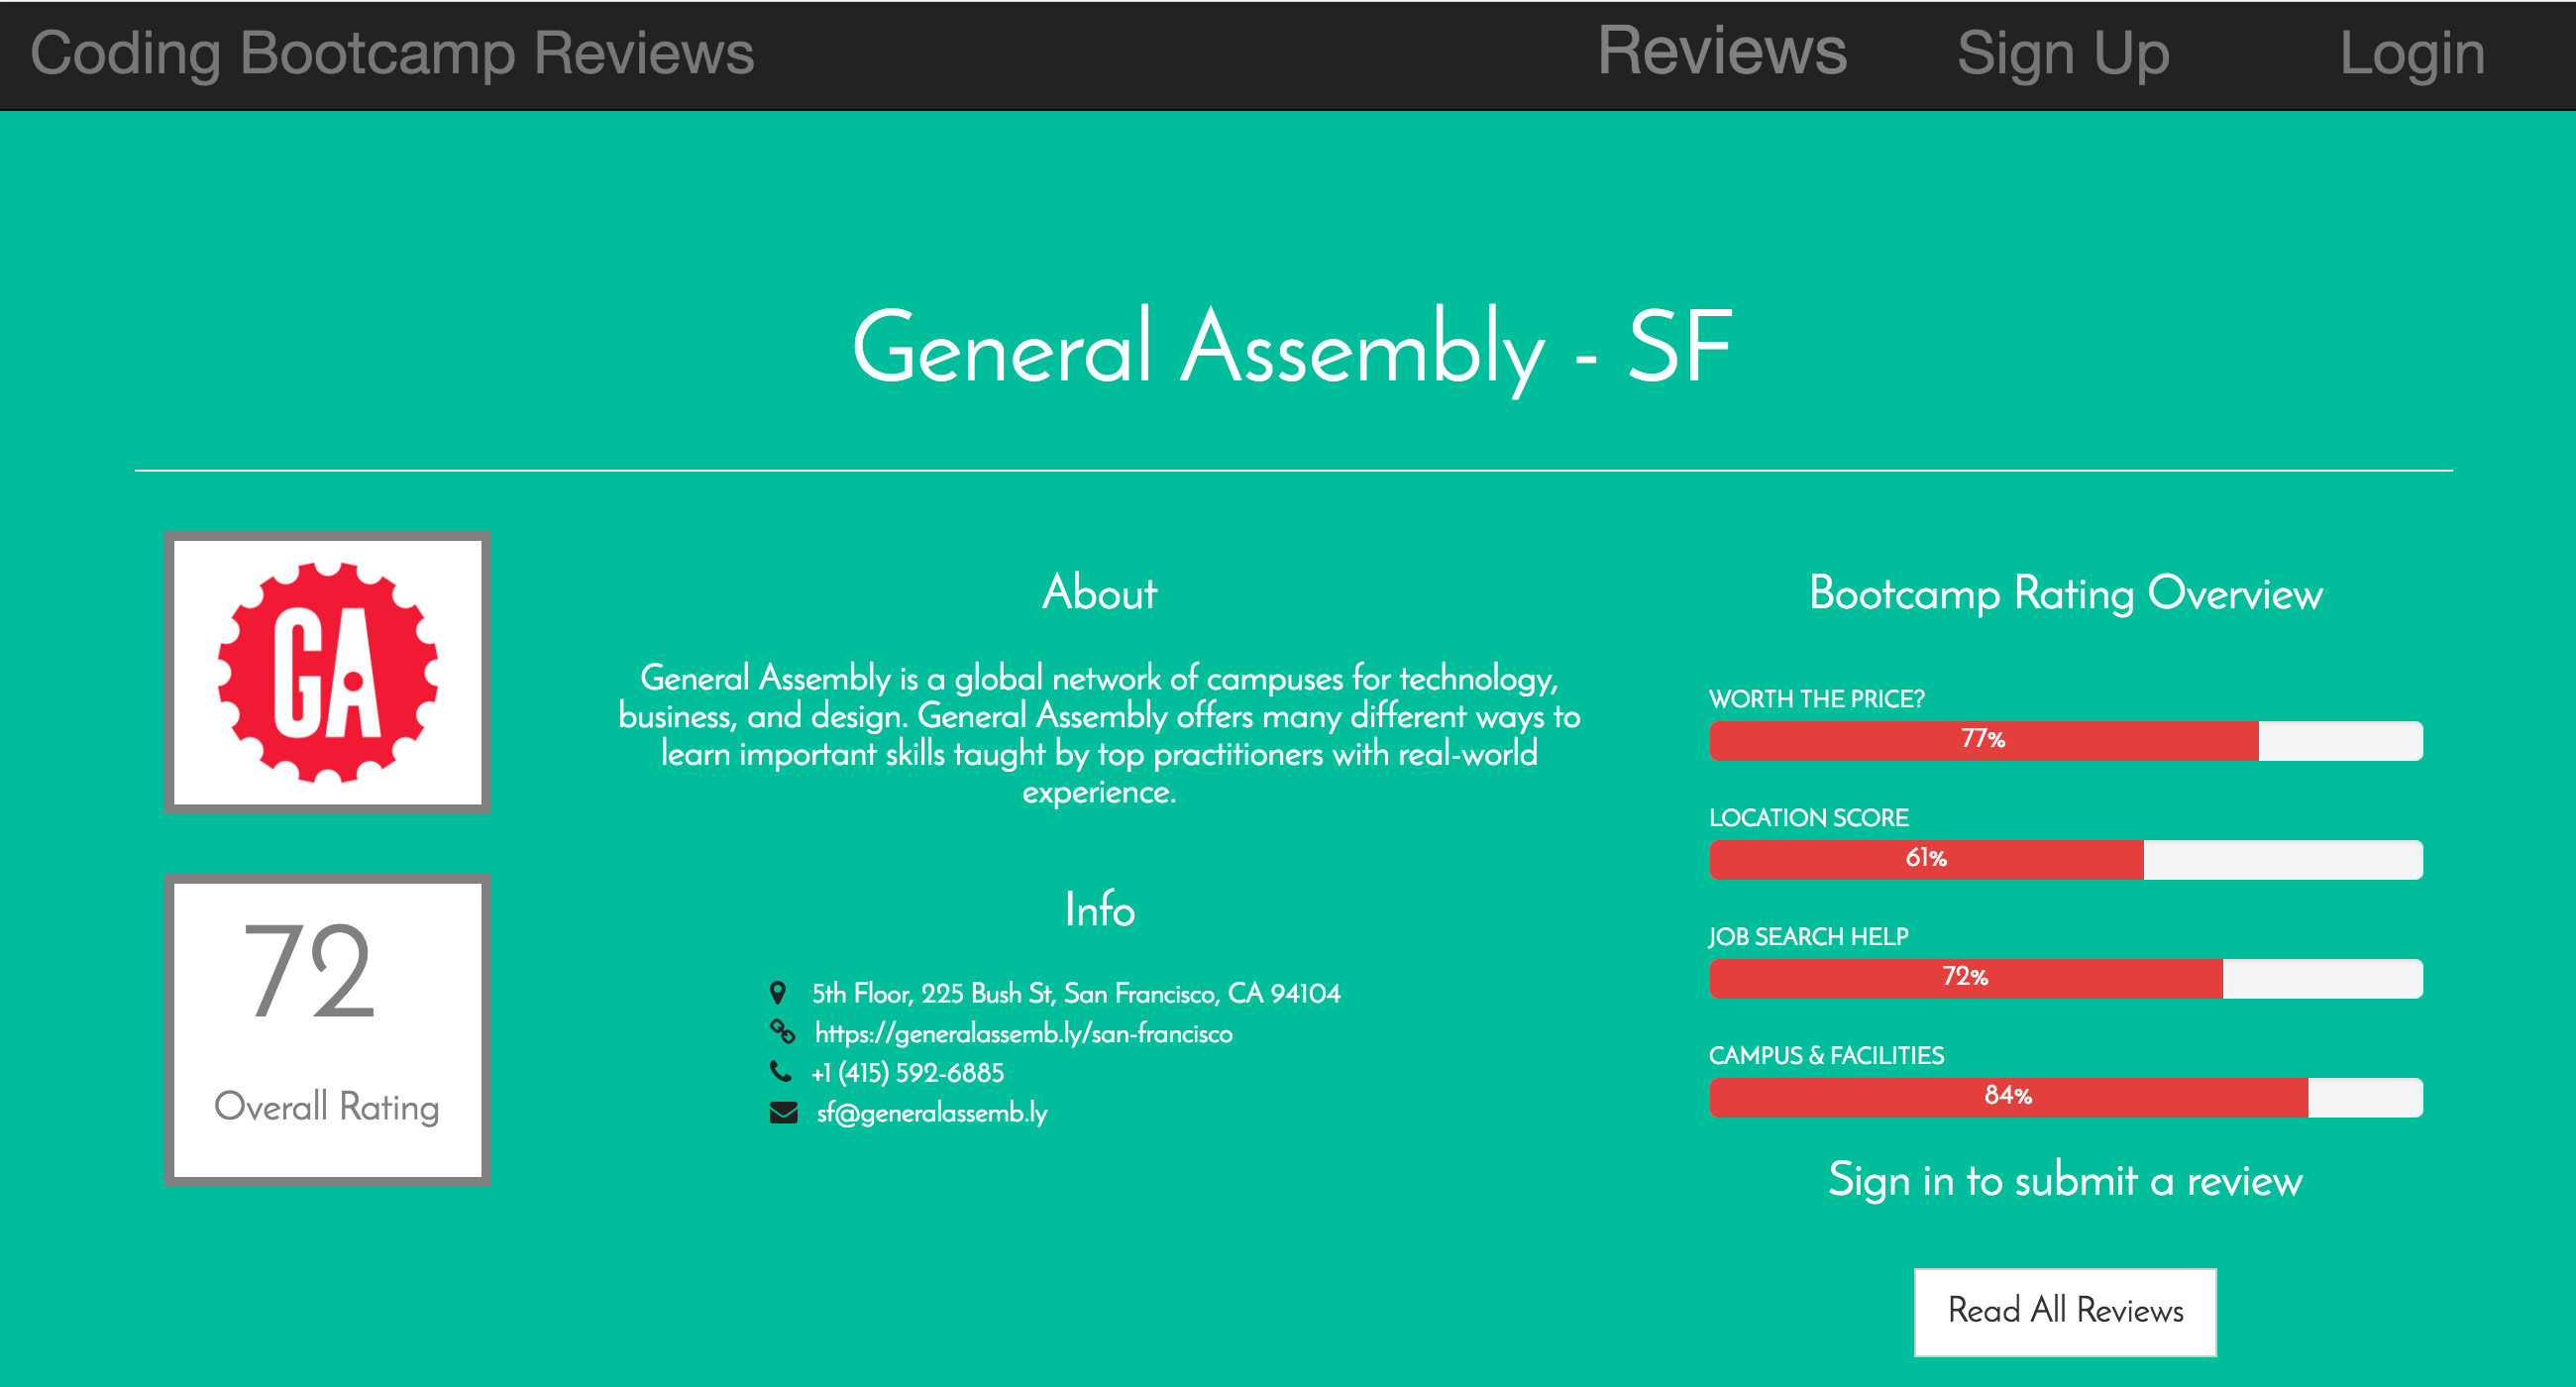 Coding Bootcamp Reviews
Reviews
Sign Up
Login
General Assembly - SF
GA
72
Overall Rating
About
General Assembly is a global network of campuses for technology,
business, and design. General Assembly offers many different ways to
learn important skills taught by top practitioners with real-world
experience.
Info
5th Floor, 225 Bush St, San Francisco, CA 94104
https://generalassemb.ly/san-francisco
+1 (415) 592-6885
sf@generalassemb.ly
Bootcamp Rating Overview
WORTH THE PRICE?
77%
LOCATION SCORE
61%
JOB SEARCH HELP
72%
CAMPUS & FACILITIES
84%
Sign in to submit a review
Read All Reviews